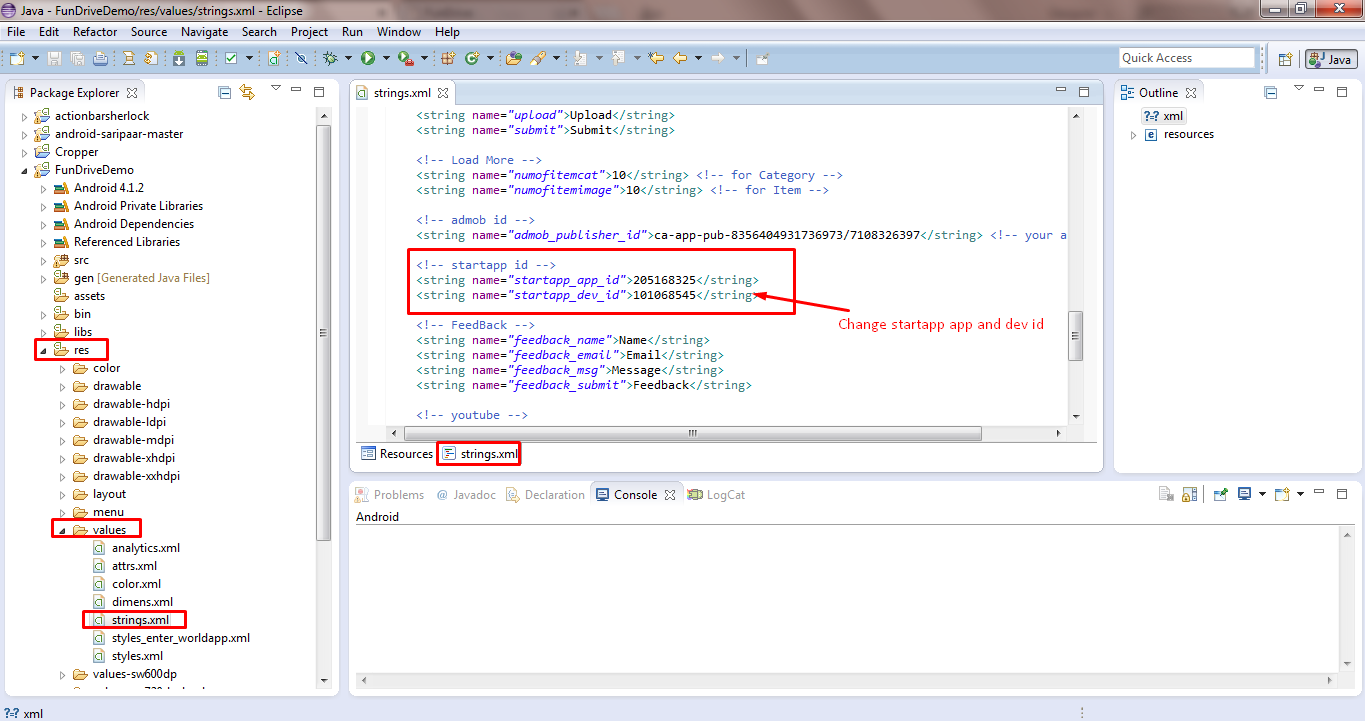 Java - FunDriveDemo/res/values/strings.xml - Eclipse
File Edit Refactor Source Navigate Search Project Run Window Help
Quick Access
Java
Package Explorer
actionbarsherlock
android-saripaar-master
Cropper
FunDriveDemo
Android 4.1.2
Android Private Libraries
Android Dependencies
Referenced Libraries
src
gen [Generated Java Files]
assets
bin
libs
res
color
drawable
drawable-hdpi
drawable-ldpi
drawable-mdpi
drawable-xhdpi
drawable-xxhdpi
layout
menu
values
analytics.xml
attrs.xml
color.xml
dimens.xml
strings.xml
styles_enter_worldapp.xml
styles.xml
values-sw600dp
strings.xml
<string name="upload">Upload</string>
<string name="submit">Submit</string>
<!-- Load More -->
<string name="numofitemcat">10</string> <!-- for Category -->
<string name="numofitemimage">10</string> <!-- for Item -->
<!-- admob id -->
<string name="admob_publisher_id">ca-app-pub-8356404931736973/7108326397</string> <!-- your a
<!-- startapp id -->
<string name="startapp_app_id">205168325</string>
<string name="startapp_dev_id">101068545</string>
Change startapp app and dev id
<!-- FeedBack -->
<string name="feedback_name">Name</string>
<string name="feedback_email">Email</string>
<string name="feedback_msg">Message</string>
<string name="feedback_submit">Feedback</string>
<!-- youtube -->
Resources strings.xml
Outline
?=? xml
e resources
Problems @ Javadoc Declaration Console LogCat
Android
?=? xml